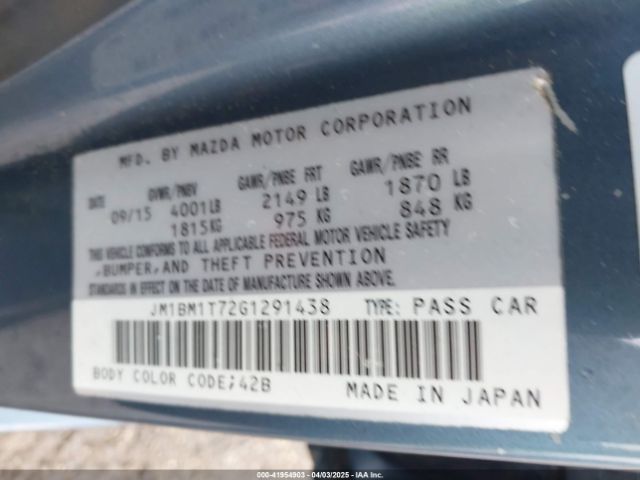 MFD. BY MAZDA MOTOR CORPORATION
DATE GVWR/PNBV GAWR/PNBE FRT GAWR/PNBE RR
09/15 4001LB 2149 LB 1870 LB
1815KG 975 KG 848 KG
THIS VEHICLE CONFORMS TO ALL APPLICABLE FEDERAL MOTOR VEHICLE SAFETY
,BUMPER,AND THEFT PREVENTION
STANDARDS IN EFFECT ON THE DATE OF MANUFACTURE SHOWN ABOVE.
JM1BM1T72G1291438 TYPE: PASS CAR
BODY COLOR CODE;42B MADE IN JAPAN
00-41954903 - 04/03/2025 - IAA Inc.